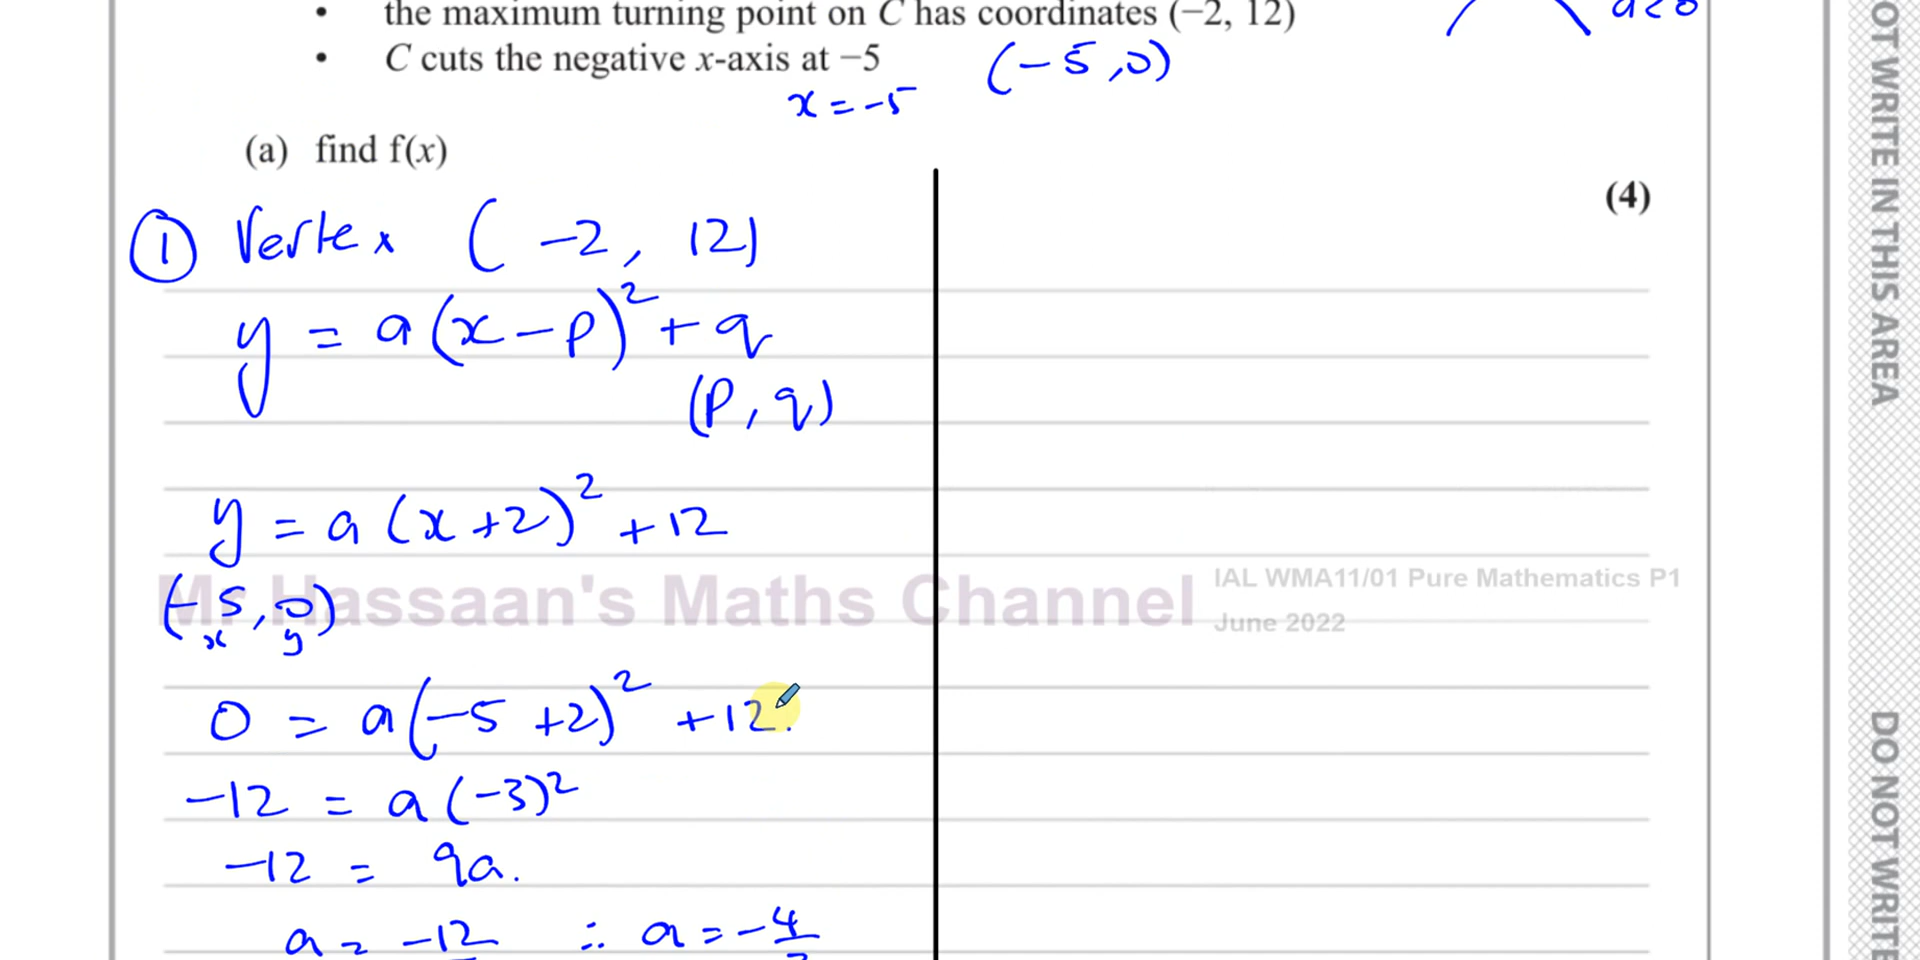 • the maximum turning point on C has coordinates (−2, 12)
a<0
• C cuts the negative x-axis at −5 (−5,0)
x = −5
(a) find f(x)
(4)
① Vertex (−2, 12)
y = a(x−p)² + q
(p, q)
y = a(x+2)² + 12
(−5, 0)
x y
Mr Hassaan's Maths Channel
IAL WMA11/01 Pure Mathematics P1
June 2022
0 = a(−5 +2)² +12.
−12 = a(−3)²
−12 = 9a.
a = −12 ∴ a = −4
OT WRITE IN THIS AREA
DO NOT WRITE